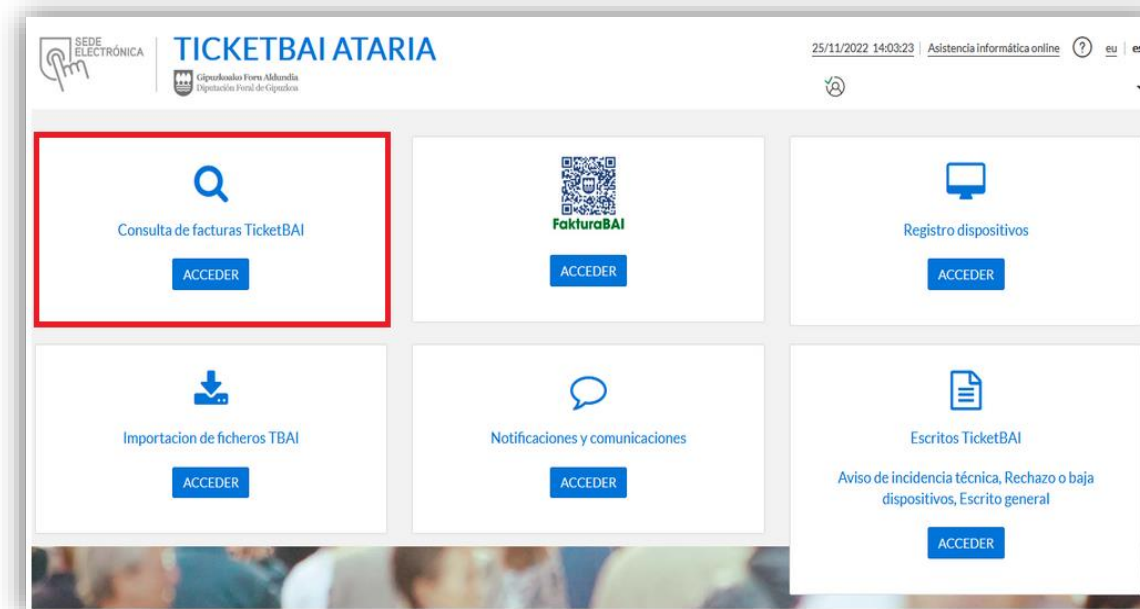 SEDE
ELECTRÓNICA
TICKETBAI ATARIA
Gipuzkoako Foru Aldundia
Diputación Foral de Gipuzkoa
25/11/2022 14:03:23 | Asistencia informática online ? eu | es
Consulta de facturas TicketBAI
ACCEDER
FakturaBAI
ACCEDER
Registro dispositivos
ACCEDER
Importacion de ficheros TBAI
ACCEDER
Notificaciones y comunicaciones
ACCEDER
Escritos TicketBAI
Aviso de incidencia técnica, Rechazo o baja
dispositivos, Escrito general
ACCEDER